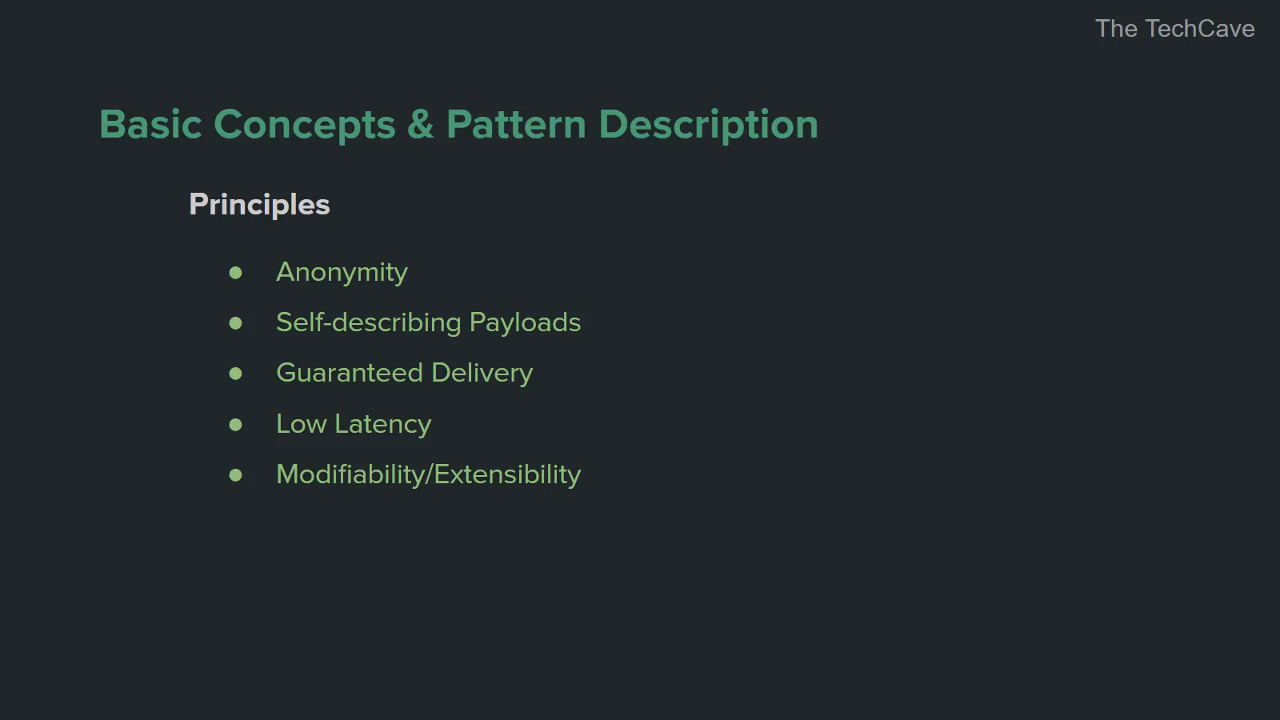 The TechCave
Basic Concepts & Pattern Description
Principles
● Anonymity
● Self-describing Payloads
● Guaranteed Delivery
● Low Latency
● Modifiability/Extensibility